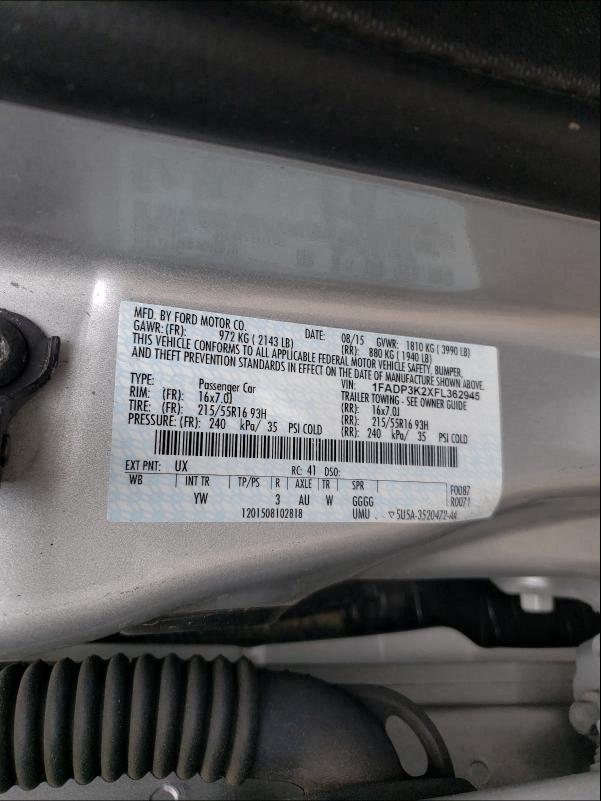 MFD. BY FORD MOTOR CO. DATE: 08/15 GVWR: 1810 KG ( 3990 LB)
GAWR: (FR): 972 KG ( 2143 LB) (RR): 880 KG ( 1940 LB)
THIS VEHICLE CONFORMS TO ALL APPLICABLE FEDERAL MOTOR VEHICLE SAFETY, BUMPER,
AND THEFT PREVENTION STANDARDS IN EFFECT ON THE DATE OF MANUFACTURE SHOWN ABOVE.
VIN: 1FADP3K2XFL362945
TYPE: Passenger Car TRAILER TOWING - SEE OWNER GUIDE
RIM: (FR): 16x7.0J (RR): 16x7.0J
TIRE: (FR): 215/55R16 93H (RR): 215/55R16 93H
PRESSURE: (FR): 240 kPa/ 35 PSI COLD (RR): 240 kPa/ 35 PSI COLD
EXT PNT: UX RC: 41 DSO:
WB INT TR TP/PS R AXLE TR SPR F0087
YW 3 AU W GGGG R0071
1201508102818 UMU ▽5U5A-3520472-AA